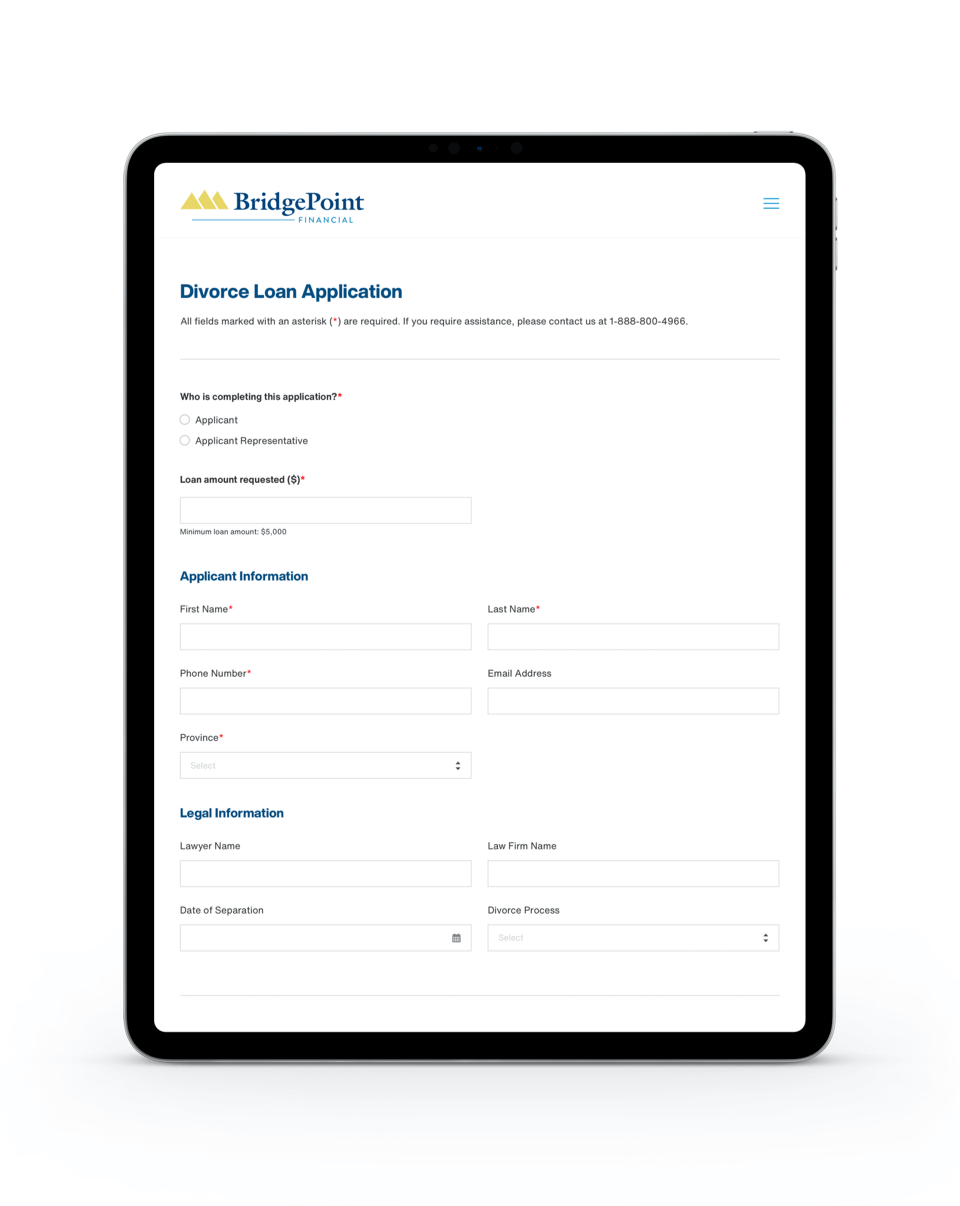 BridgePoint
FINANCIAL
Divorce Loan Application
All fields marked with an asterisk (*) are required. If you require assistance, please contact us at 1-888-800-4966.
Who is completing this application?*
Applicant
Applicant Representative
Loan amount requested ($)*
Minimum loan amount: $5,000
Applicant Information
First Name*
Last Name*
Phone Number*
Email Address
Province*
Select
Legal Information
Lawyer Name
Law Firm Name
Date of Separation
Divorce Process
Select